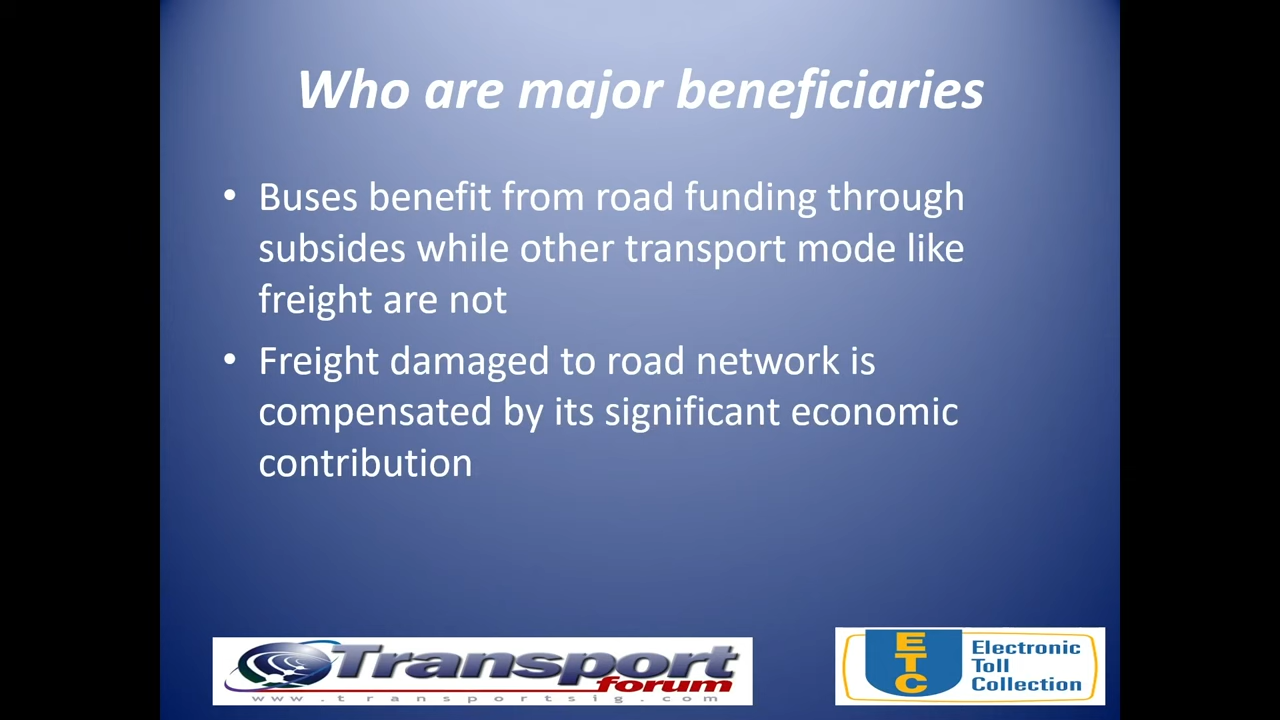 Who are major beneficiaries
• Buses benefit from road funding through
subsides while other transport mode like
freight are not
• Freight damaged to road network is
compensated by its significant economic
contribution
Transport
forum
www.transportsig.com
ETC
Electronic
Toll
Collection